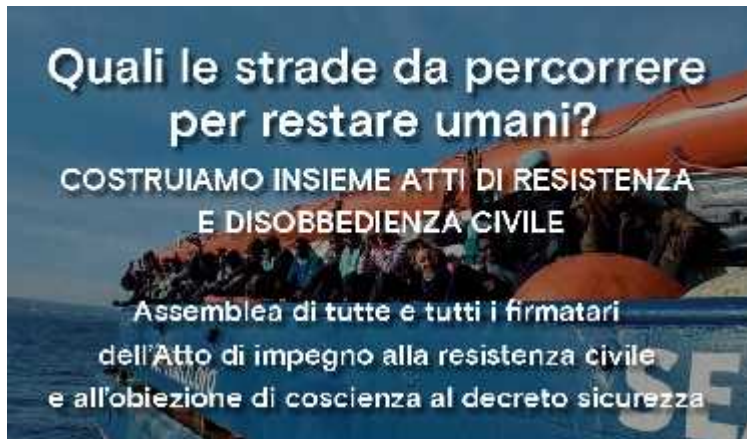 Quali le strade da percorrere
per restare umani?
COSTRUIAMO INSIEME ATTI DI RESISTENZA
E DISOBBEDIENZA CIVILE
Assemblea di tutte e tutti i firmatari
dell'Atto di impegno alla resistenza civile
e all'obiezione di coscienza al decreto sicurezza
SE